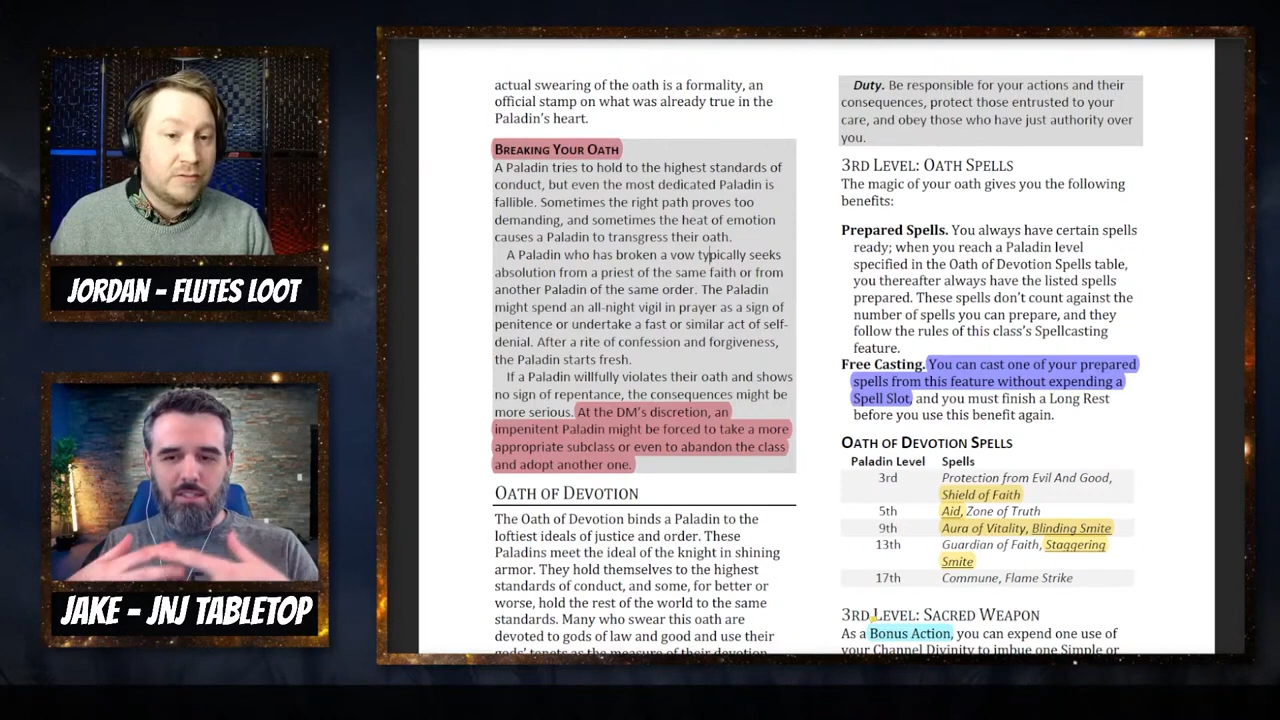 JORDAN - FLUTES LOOT
JAKE - JNJ TABLETOP
actual swearing of the oath is a formality, an
official stamp on what was already true in the
Paladin's heart.
BREAKING YOUR OATH
A Paladin tries to hold to the highest standards of
conduct, but even the most dedicated Paladin is
fallible. Sometimes the right path proves too
demanding, and sometimes the heat of emotion
causes a Paladin to transgress their oath.
A Paladin who has broken a vow typically seeks
absolution from a priest of the same faith or from
another Paladin of the same order. The Paladin
might spend an all-night vigil in prayer as a sign of
penitence or undertake a fast or similar act of self-
denial. After a rite of confession and forgiveness,
the Paladin starts fresh.
If a Paladin willfully violates their oath and shows
no sign of repentance, the consequences might be
more serious. At the DM's discretion, an
impenitent Paladin might be forced to take a more
appropriate subclass or even to abandon the class
and adopt another one.
OATH OF DEVOTION
The Oath of Devotion binds a Paladin to the
loftiest ideals of justice and order. These
Paladins meet the ideal of the knight in shining
armor. They hold themselves to the highest
standards of conduct, and some, for better or
worse, hold the rest of the world to the same
standards. Many who swear this oath are
devoted to gods of law and good and use their
gods' tenets as the measure of their devotion.
Duty. Be responsible for your actions and their
consequences, protect those entrusted to your
care, and obey those who have just authority over
you.
3RD LEVEL: OATH SPELLS
The magic of your oath gives you the following
benefits:
Prepared Spells. You always have certain spells
ready; when you reach a Paladin level
specified in the Oath of Devotion Spells table,
you thereafter always have the listed spells
prepared. These spells don't count against the
number of spells you can prepare, and they
follow the rules of this class's Spellcasting
feature.
Free Casting. You can cast one of your prepared
spells from this feature without expending a
Spell Slot, and you must finish a Long Rest
before you use this benefit again.
OATH OF DEVOTION SPELLS
Paladin Level Spells
3rd Protection from Evil And Good,
Shield of Faith
5th Aid, Zone of Truth
9th Aura of Vitality, Blinding Smite
13th Guardian of Faith, Staggering
Smite
17th Commune, Flame Strike
3RD LEVEL: SACRED WEAPON
As a Bonus Action, you can expend one use of
your Channel Divinity to imbue one Simple or